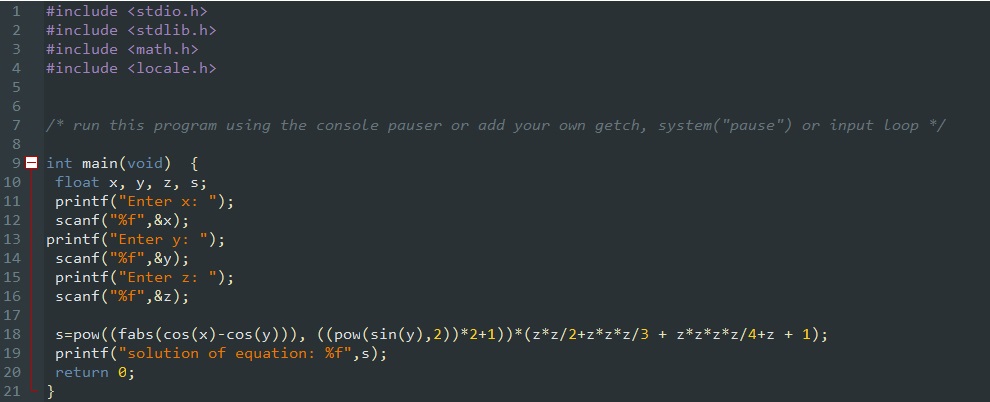 1 #include <stdio.h>
2 #include <stdlib.h>
3 #include <math.h>
4 #include <locale.h>
5
6
7 /* run this program using the console pauser or add your own getch, system("pause") or input loop */
8
9 int main(void)  {
10 float x, y, z, s;
11 printf("Enter x: ");
12 scanf("%f",&x);
13 printf("Enter y: ");
14 scanf("%f",&y);
15 printf("Enter z: ");
16 scanf("%f",&z);
17
18 s=pow((fabs(cos(x)-cos(y))), ((pow(sin(y),2))*2+1))*(z*z/2+z*z*z/3 + z*z*z*z/4+z + 1);
19 printf("solution of equation: %f",s);
20 return 0;
21 }